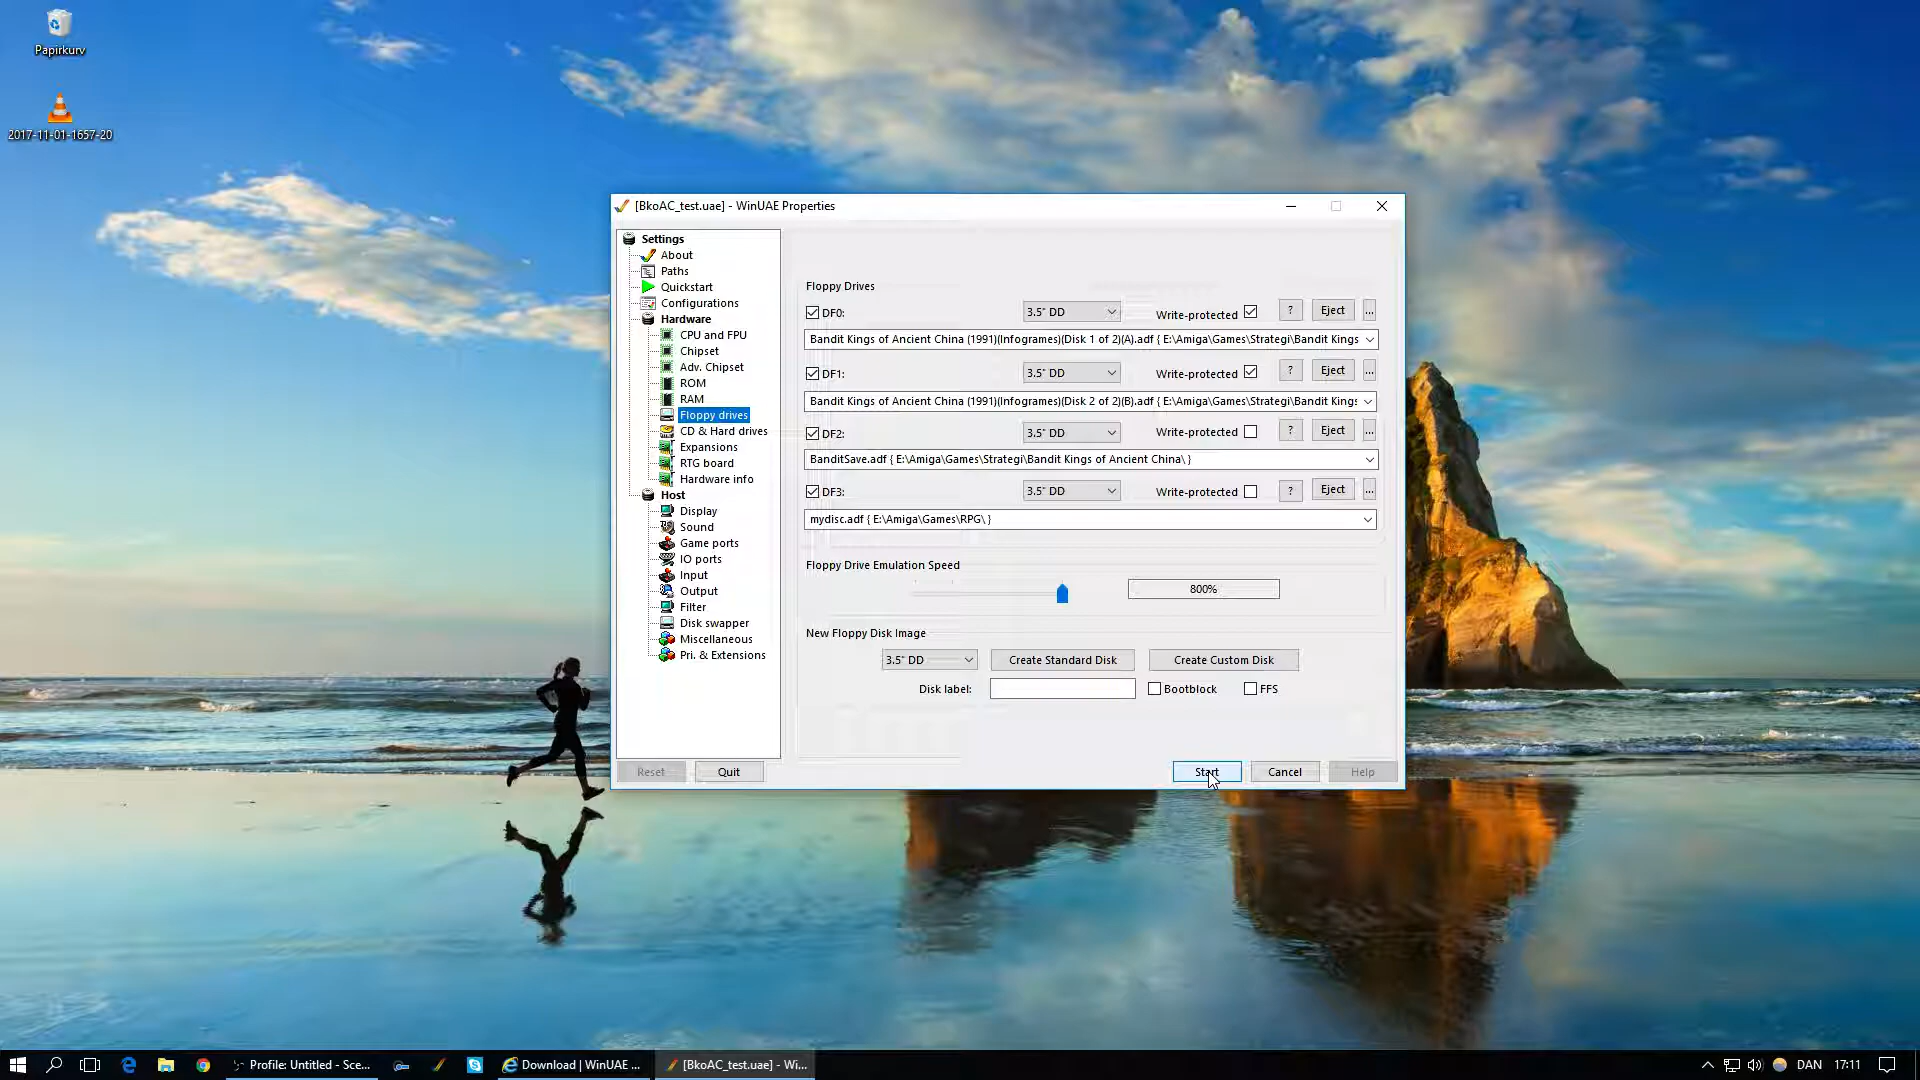 Papirkurv
2017-11-01-1657-20
[BkoAC_test.uae] - WinUAE Properties
Settings
About
Paths
Quickstart
Configurations
Hardware
CPU and FPU
Chipset
Adv. Chipset
ROM
RAM
Floppy drives
CD & Hard drives
Expansions
RTG board
Hardware info
Host
Display
Sound
Game ports
IO ports
Input
Output
Filter
Disk swapper
Miscellaneous
Pri. & Extensions
Floppy Drives
DF0: 3.5" DD Write-protected ? Eject ...
Bandit Kings of Ancient China (1991)(Infogrames)(Disk 1 of 2)(A).adf { E:\Amiga\Games\Strategi\Bandit Kings
DF1: 3.5" DD Write-protected ? Eject ...
Bandit Kings of Ancient China (1991)(Infogrames)(Disk 2 of 2)(B).adf { E:\Amiga\Games\Strategi\Bandit Kings
DF2: 3.5" DD Write-protected ? Eject ...
BanditSave.adf { E:\Amiga\Games\Strategi\Bandit Kings of Ancient China\ }
DF3: 3.5" DD Write-protected ? Eject ...
mydisc.adf { E:\Amiga\Games\RPG\ }
Floppy Drive Emulation Speed
800%
New Floppy Disk Image
3.5" DD Create Standard Disk Create Custom Disk
Disk label: Bootblock FFS
Reset Quit Start Cancel Help
Profile: Untitled - Sce... Download | WinUAE ... [BkoAC_test.uae] - Wi... DAN 17:11